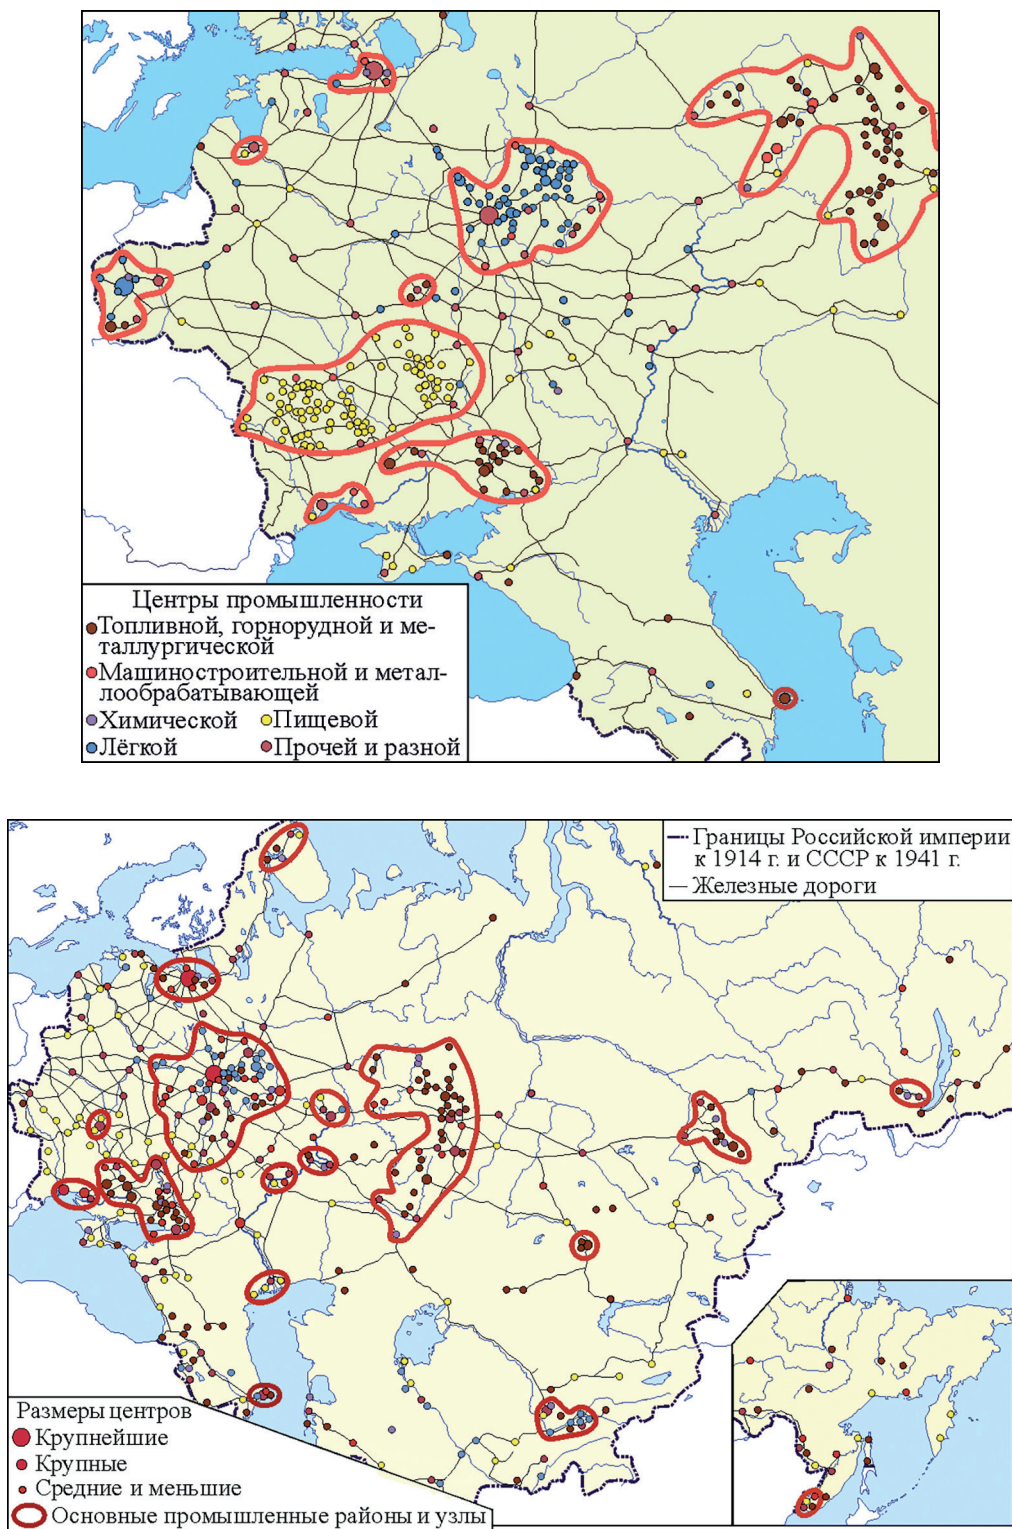 Центры промышленности
Топливной, горнорудной и ме-
таллургической
Машиностроительной и метал-
лообрабатывающей
Химической
Пищевой
Лёгкой
Прочей и разной
Границы Российской империи
к 1914 г. и СССР к 1941 г.
Железные дороги
Размеры центров
Крупнейшие
Крупные
Средние и меньшие
Основные промышленные районы и узлы